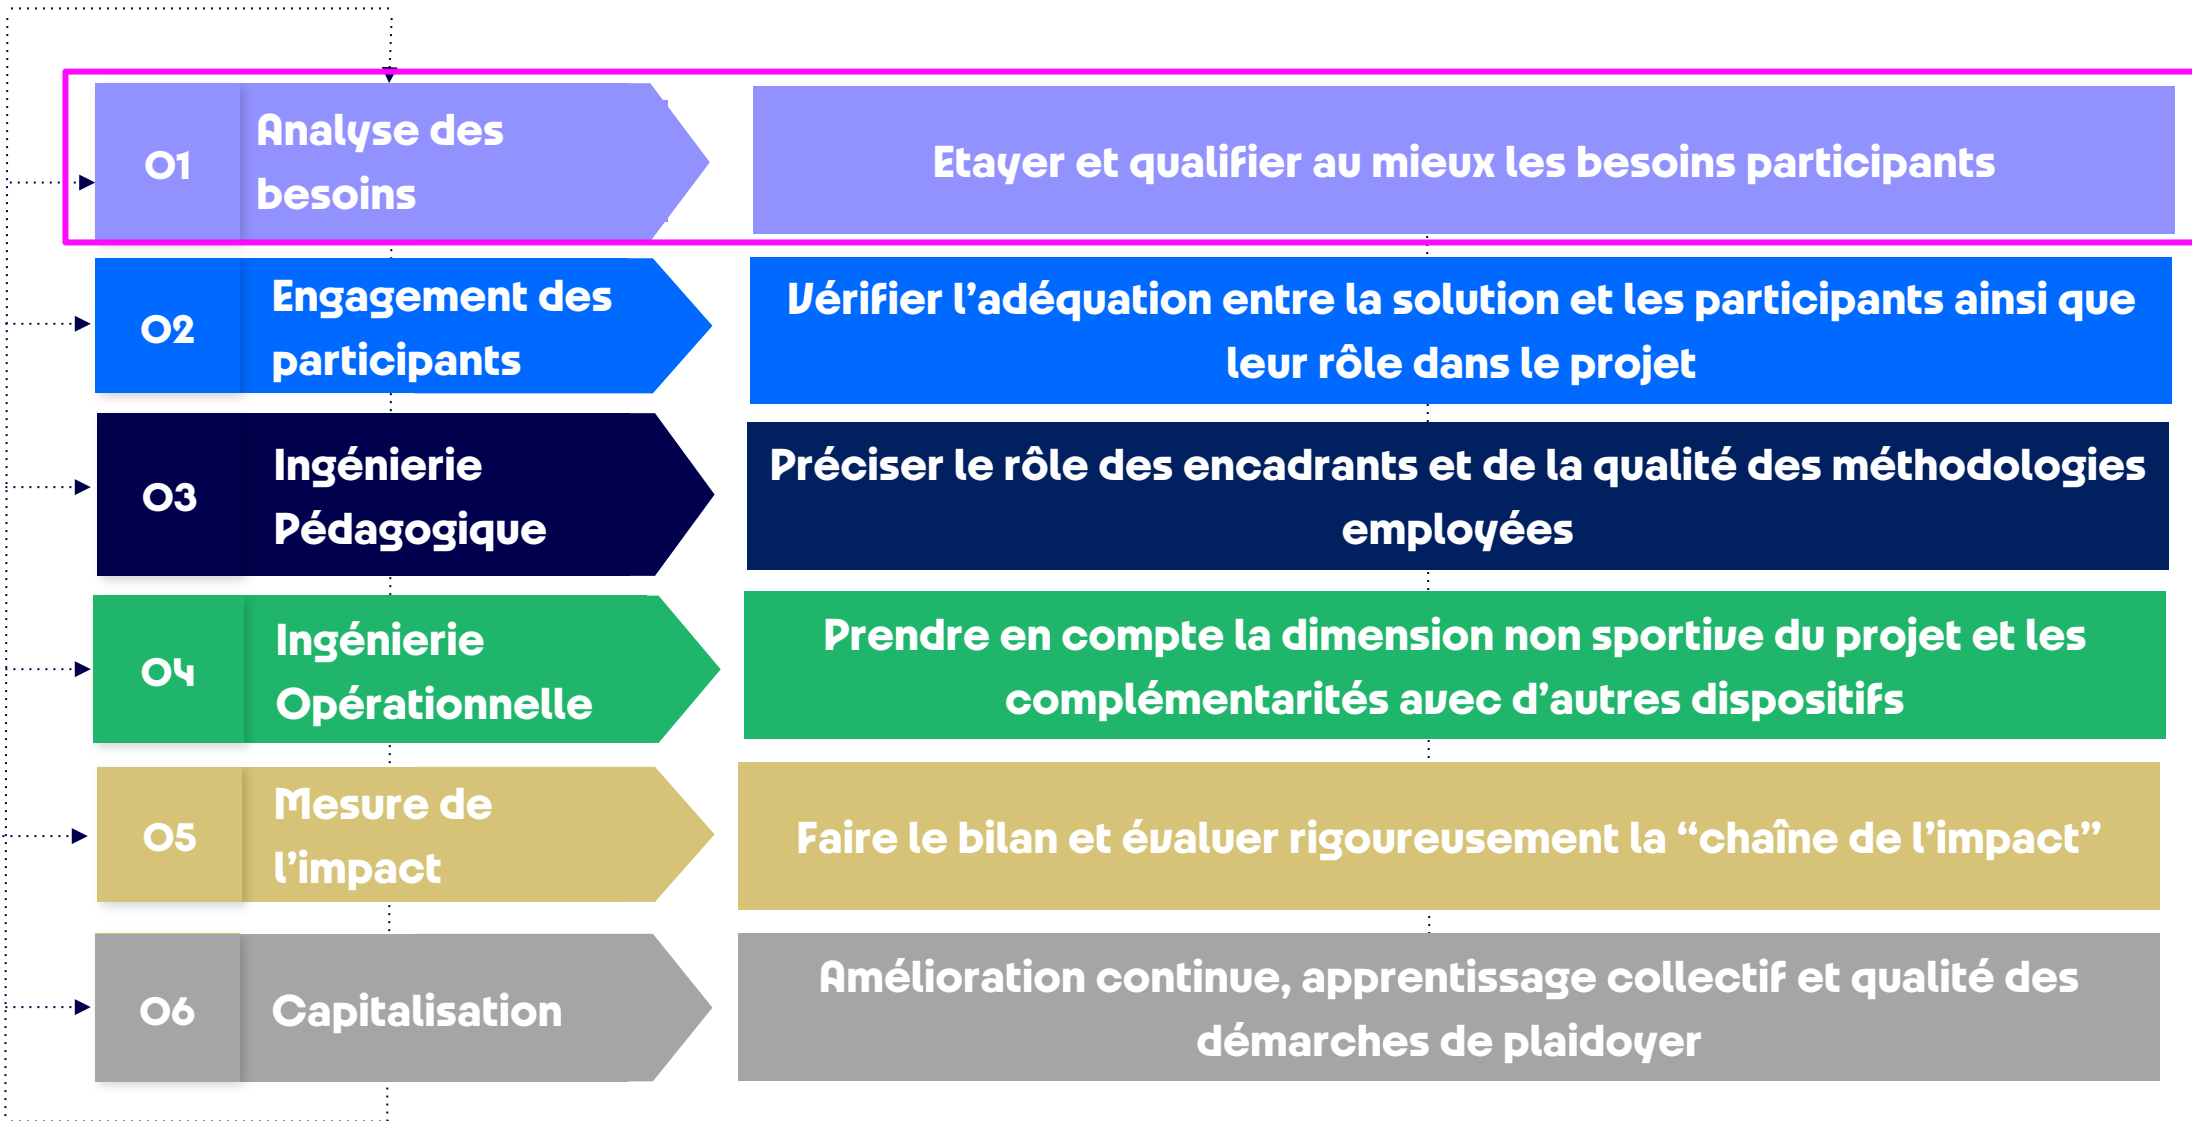 01
Analyse des
besoins
Etayer et qualifier au mieux les besoins participants
02
Engagement des
participants
Vérifier l’adéquation entre la solution et les participants ainsi que
leur rôle dans le projet
03
Ingénierie
Pédagogique
Préciser le rôle des encadrants et de la qualité des méthodologies
employées
04
Ingénierie
Opérationnelle
Prendre en compte la dimension non sportive du projet et les
complémentarités avec d’autres dispositifs
05
Mesure de
l’impact
Faire le bilan et évaluer rigoureusement la “chaîne de l’impact”
06
Capitalisation
Amélioration continue, apprentissage collectif et qualité des
démarches de plaidoyer